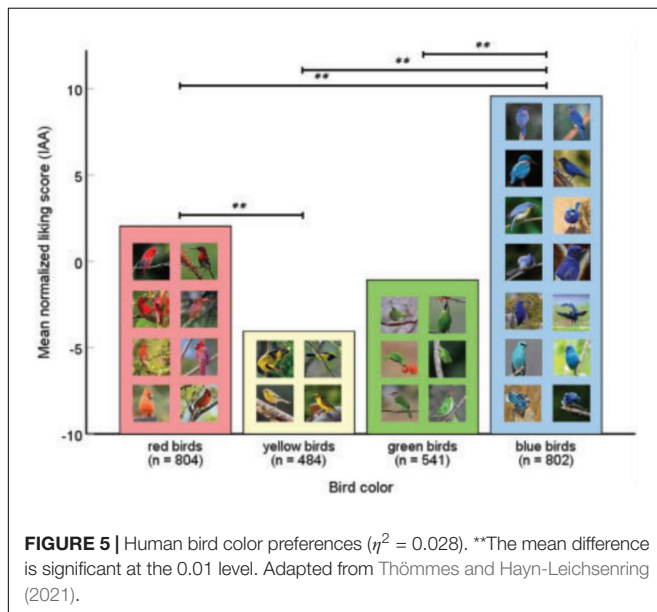 **
**
**
**
10
5
0
-5
-10
Mean normalized liking score (IAA)
red birds
(n = 804)
yellow birds
(n = 484)
green birds
(n = 541)
blue birds
(n = 802)
Bird color
FIGURE 5 | Human bird color preferences (η² = 0.028). **The mean difference
is significant at the 0.01 level. Adapted from Thömmes and Hayn-Leichsenring
(2021).